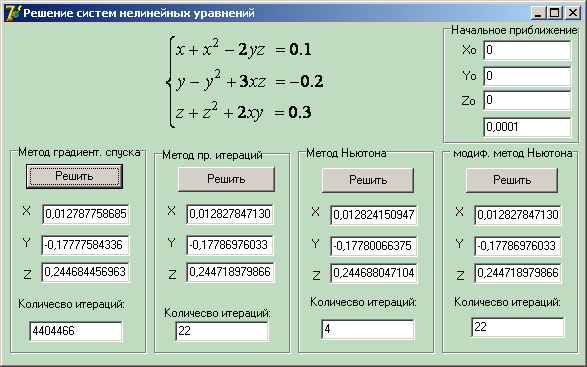 Решение систем нелинейных уравнений
x + x² − 2yz = 0.1
y − y² + 3xz = −0.2
z + z² + 2xy = 0.3
Начальное приближение
Xo 0
Yo 0
Zo 0
0,0001
Метод градиент. спуска
Решить
X 0,012787758685
Y -0,17777584336
Z 0,244684456963
Количесво итераций:
4404466
Метод пр. итераций
Решить
X 0,012827847130
Y -0,17786976033
Z 0,244718979866
Количесво итераций:
22
Метод Ньютона
Решить
X 0,012824150947
Y -0,17780066375
Z 0,244688047104
Количесво итераций:
4
модиф. метод Ньютона
Решить
X 0,012827847130
Y -0,17786976033
Z 0,244718979866
Количесво итераций:
22